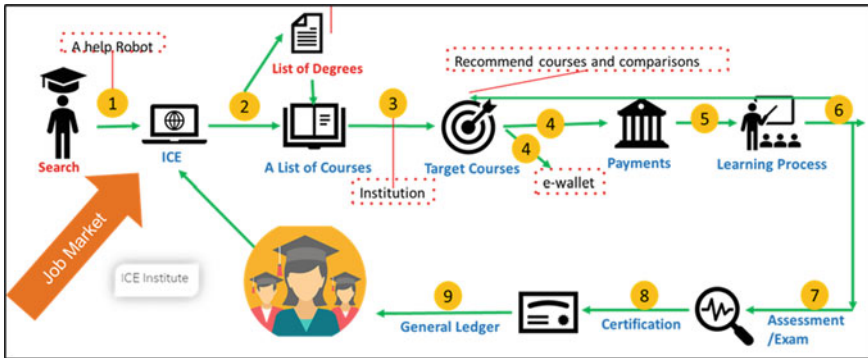 A help Robot
List of Degrees
Recommend courses and comparisons
1
2
3
4
4
5
6
Search
ICE
A List of Courses
Target Courses
Payments
Learning Process
Institution
e-wallet
Job Market
ICE Institute
9
8
7
General Ledger
Certification
Assessment
/Exam